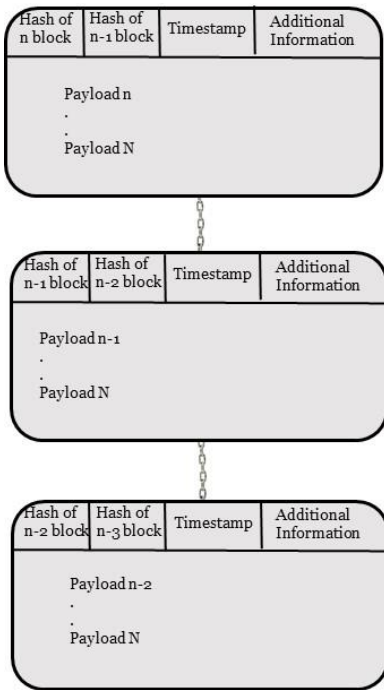 Hash of n block
Hash of n-1 block
Timestamp
Additional Information
Payload n
.
.
Payload N
Hash of n-1 block
Hash of n-2 block
Timestamp
Additional Information
Payload n-1
.
.
Payload N
Hash of n-2 block
Hash of n-3 block
Timestamp
Additional Information
Payload n-2
.
.
Payload N